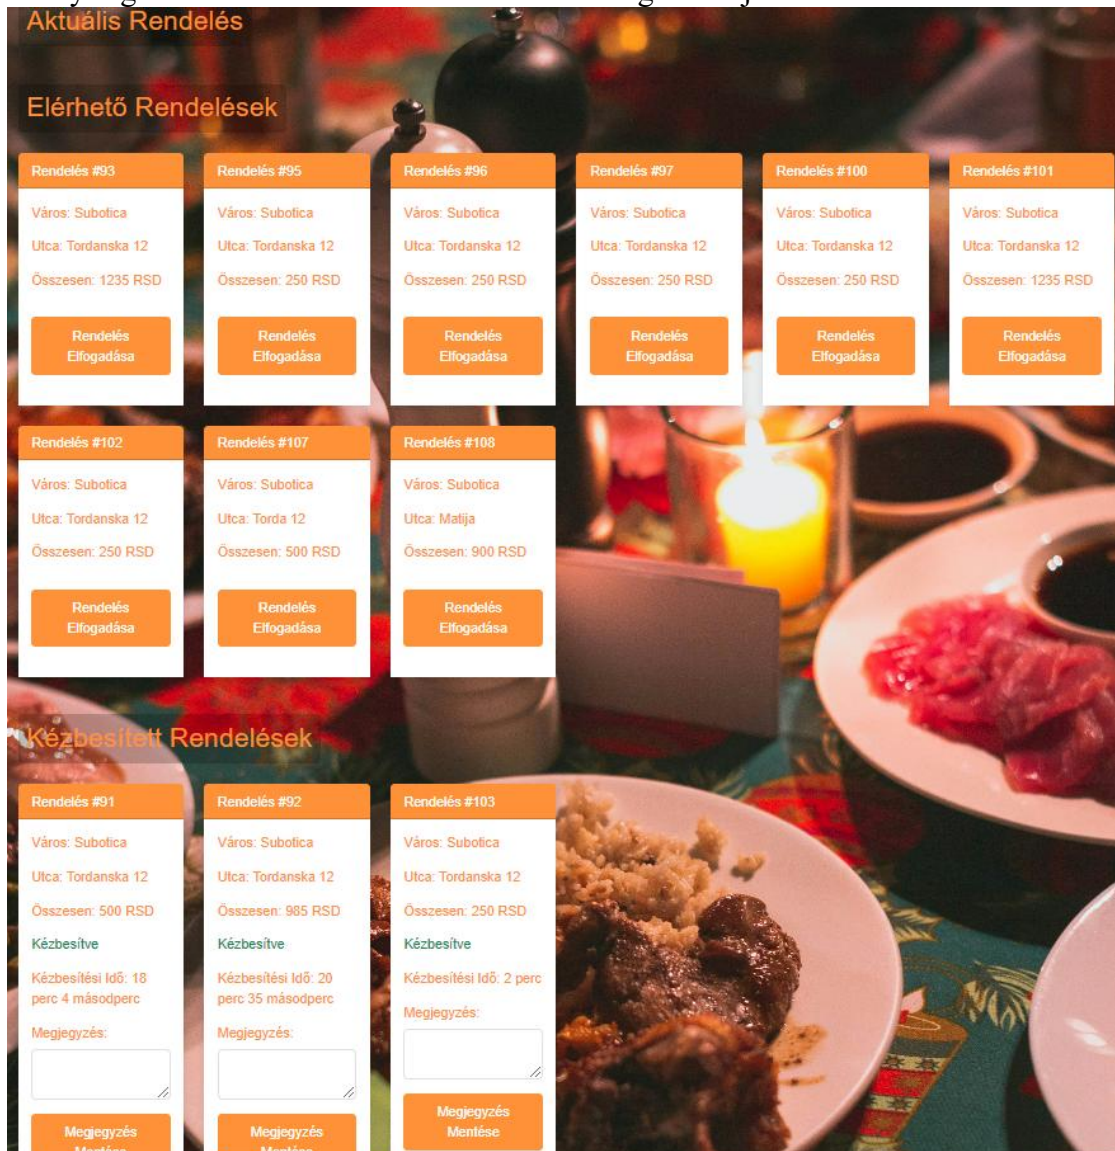 Aktuális Rendelés
Elérhető Rendelések
Rendelés #93
Város: Subotica
Utca: Tordanska 12
Összesen: 1235 RSD
Rendelés
Elfogadása
Rendelés #95
Város: Subotica
Utca: Tordanska 12
Összesen: 250 RSD
Rendelés
Elfogadása
Rendelés #96
Város: Subotica
Utca: Tordanska 12
Összesen: 250 RSD
Rendelés
Elfogadása
Rendelés #97
Város: Subotica
Utca: Tordanska 12
Összesen: 250 RSD
Rendelés
Elfogadása
Rendelés #100
Város: Subotica
Utca: Tordanska 12
Összesen: 250 RSD
Rendelés
Elfogadása
Rendelés #101
Város: Subotica
Utca: Tordanska 12
Összesen: 1235 RSD
Rendelés
Elfogadása
Rendelés #102
Város: Subotica
Utca: Tordanska 12
Összesen: 250 RSD
Rendelés
Elfogadása
Rendelés #107
Város: Subotica
Utca: Torda 12
Összesen: 500 RSD
Rendelés
Elfogadása
Rendelés #108
Város: Subotica
Utca: Matija
Összesen: 900 RSD
Rendelés
Elfogadása
Kézbesített Rendelések
Rendelés #91
Város: Subotica
Utca: Tordanska 12
Összesen: 500 RSD
Kézbesítve
Kézbesítési Idő: 18
perc 4 másodperc
Megjegyzés:
Megjegyzés
Mentése
Rendelés #92
Város: Subotica
Utca: Tordanska 12
Összesen: 985 RSD
Kézbesítve
Kézbesítési Idő: 20
perc 35 másodperc
Megjegyzés:
Megjegyzés
Mentése
Rendelés #103
Város: Subotica
Utca: Tordanska 12
Összesen: 250 RSD
Kézbesítve
Kézbesítési Idő: 2 perc
Megjegyzés:
Megjegyzés
Mentése